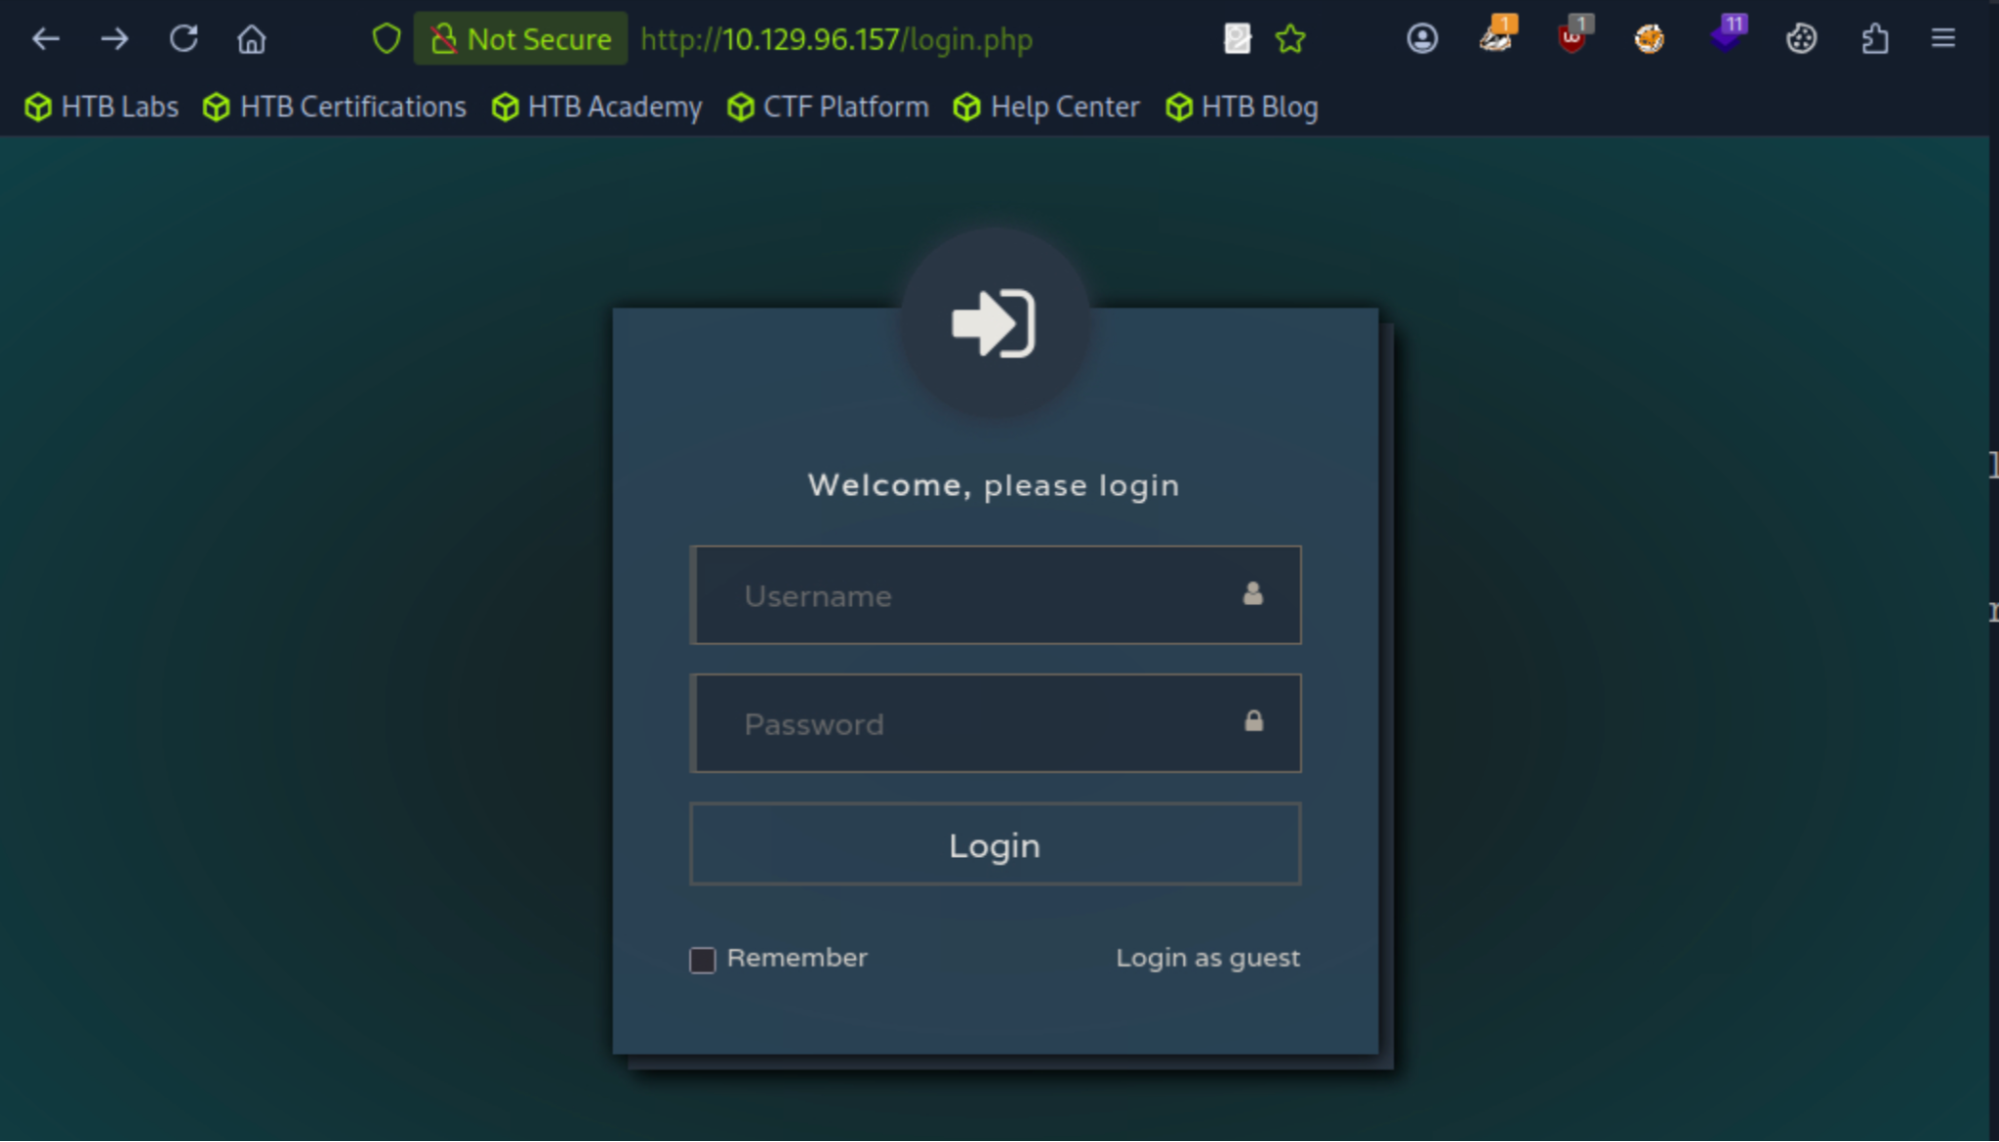 Not Secure http://10.129.96.157/login.php 1 1 11
HTB Labs HTB Certifications HTB Academy CTF Platform Help Center HTB Blog
Welcome, please login
Username
Password
Login
Remember Login as guest